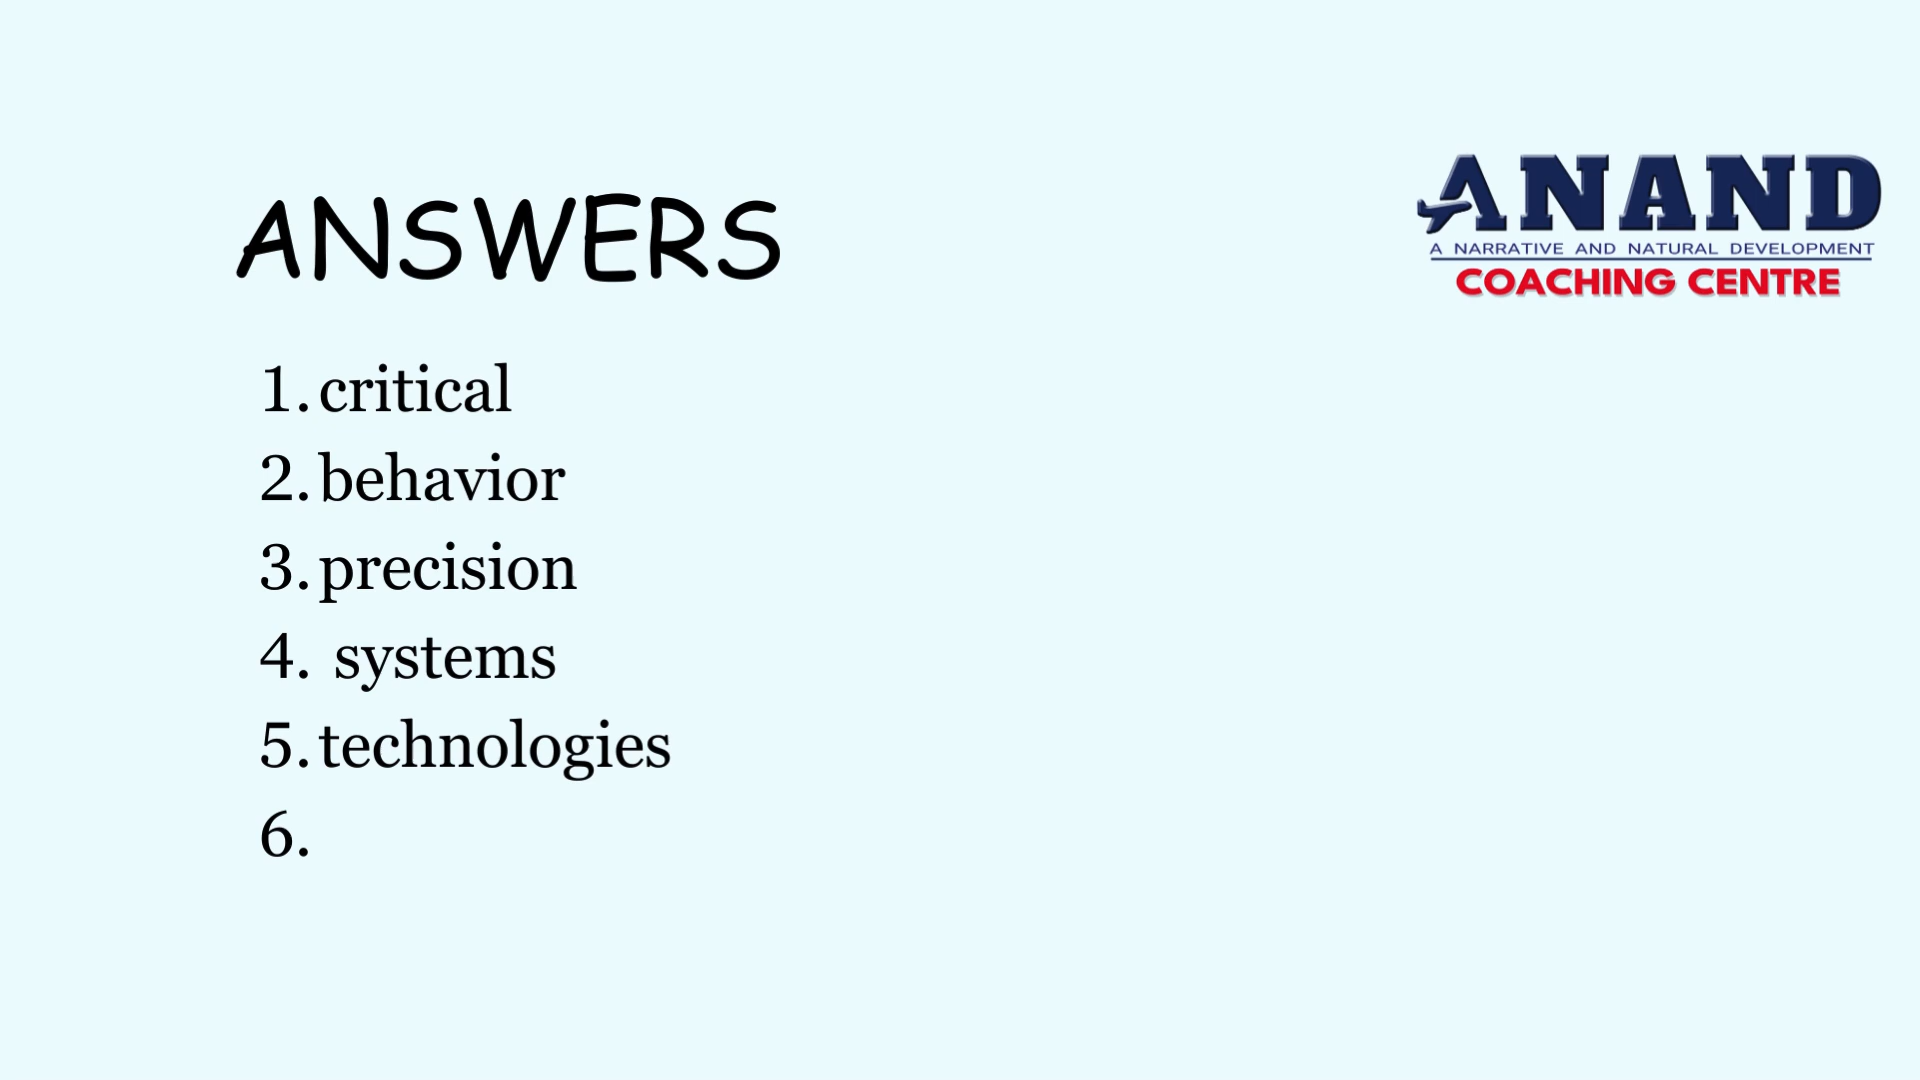 ANSWERS
ANAND
A NARRATIVE AND NATURAL DEVELOPMENT
COACHING CENTRE
1. critical
2. behavior
3. precision
4. systems
5. technologies
6.